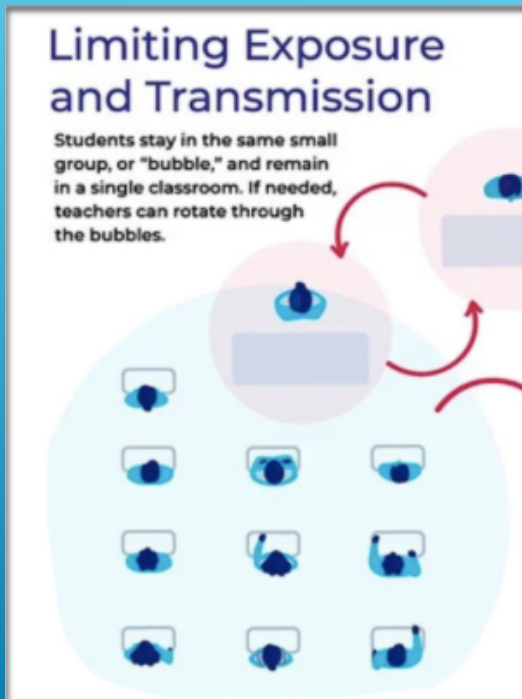 Limiting Exposure
and Transmission
Students stay in the same small
group, or "bubble," and remain
in a single classroom. If needed,
teachers can rotate through
the bubbles.